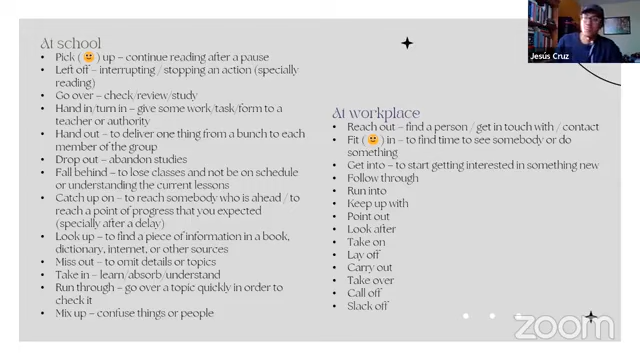 At school
Pick (🙂) up – continue reading after a pause
Left off – interrupting / stopping an action (specially
reading)
Go over – check/review/study
Hand in/turn in – give some work/task/form to a
teacher or authority
Hand out – to deliver one thing from a bunch to each
member of the group
Drop out – abandon studies
Fall behind – to lose classes and not be on schedule
or understanding the current lessons
Catch up on – to reach somebody who is ahead / to
reach a point of progress that you expected
(specially after a delay)
Look up – to find a piece of information in a book,
dictionary, internet, or other sources
Miss out – to omit details or topics
Take in – learn/absorb/understand
Run through – go over a topic quickly in order to
check it
Mix up – confuse things or people
At workplace
Reach out – find a person / get in touch with / contact
Fit (🙂) in – to find time to see somebody or do
something
Get into – to start getting interested in something new
Follow through
Run into
Keep up with
Point out
Look after
Take on
Lay off
Carry out
Take over
Call off
Slack off
Jesús Cruz
zoom